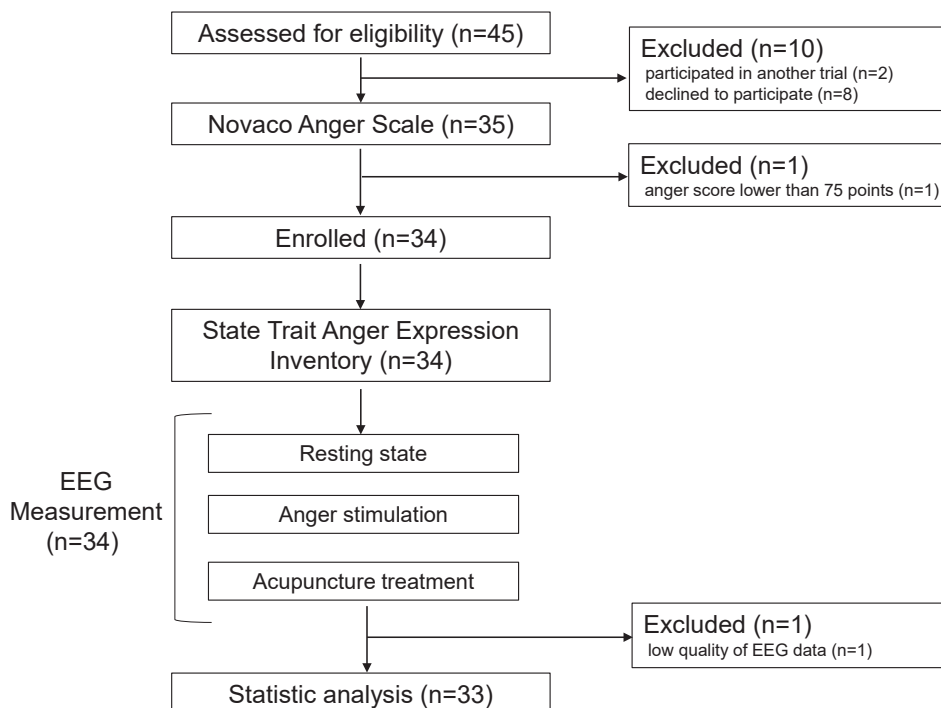 Assessed for eligibility (n=45)
Excluded (n=10)
participated in another trial (n=2)
declined to participate (n=8)
Novaco Anger Scale (n=35)
Excluded (n=1)
anger score lower than 75 points (n=1)
Enrolled (n=34)
State Trait Anger Expression
Inventory (n=34)
EEG
Measurement
(n=34)
Resting state
Anger stimulation
Acupuncture treatment
Excluded (n=1)
low quality of EEG data (n=1)
Statistic analysis (n=33)